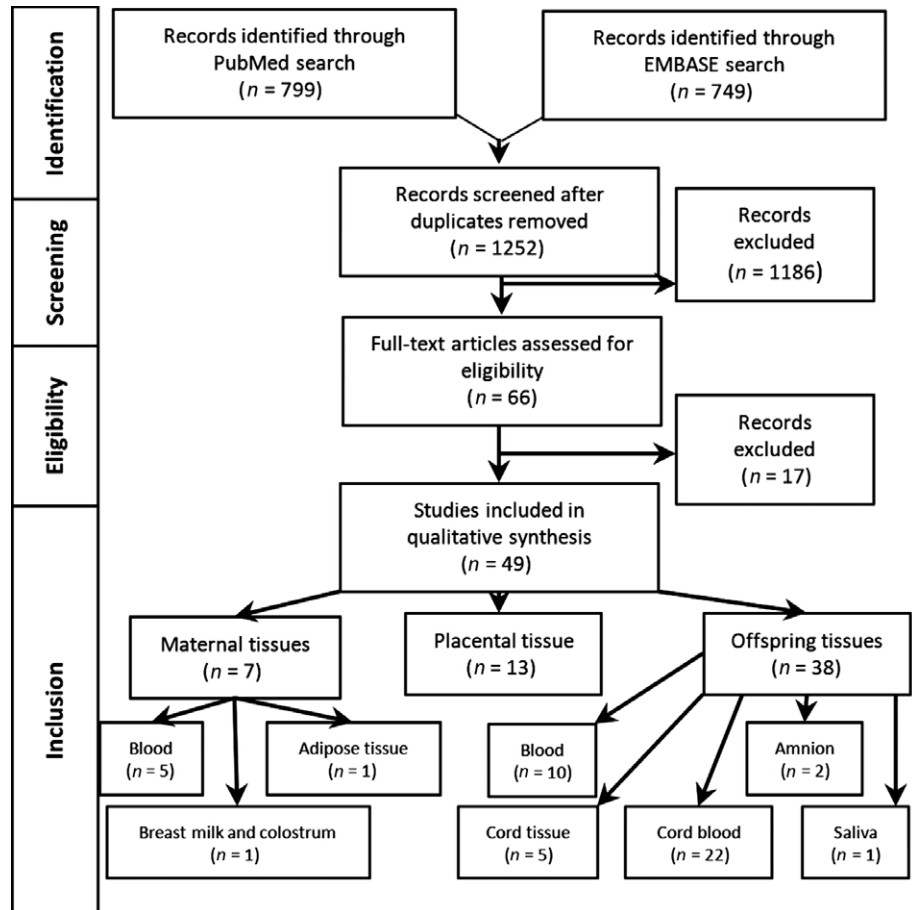 Identification
Records identified through
PubMed search
(n = 799)
Records identified through
EMBASE search
(n = 749)
Records screened after
duplicates removed
(n = 1252)
Screening
Records
excluded
(n = 1186)
Full-text articles assessed for
eligibility
(n = 66)
Eligibility
Records
excluded
(n = 17)
Studies included in
qualitative synthesis
(n = 49)
Inclusion
Maternal tissues
(n = 7)
Placental tissue
(n = 13)
Offspring tissues
(n = 38)
Blood
(n = 5)
Adipose tissue
(n = 1)
Breast milk and colostrum
(n = 1)
Blood
(n = 10)
Amnion
(n = 2)
Cord tissue
(n = 5)
Cord blood
(n = 22)
Saliva
(n = 1)